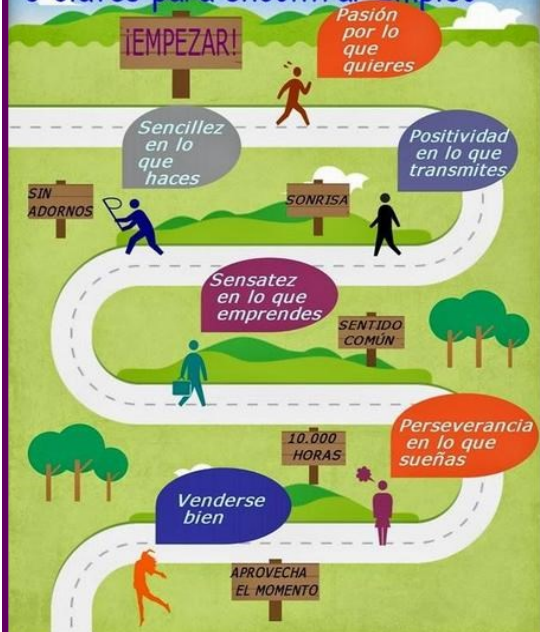 ¡EMPEZAR!
Pasión
por lo
que
quieres
Sencillez
en lo
que
haces
Positividad
en lo que
transmites
SIN
ADORNOS
SONRISA
Sensatez
en lo que
emprendes
SENTIDO
COMÚN
Perseverancia
en lo que
sueñas
10.000
HORAS
Venderse
bien
APROVECHA
EL MOMENTO